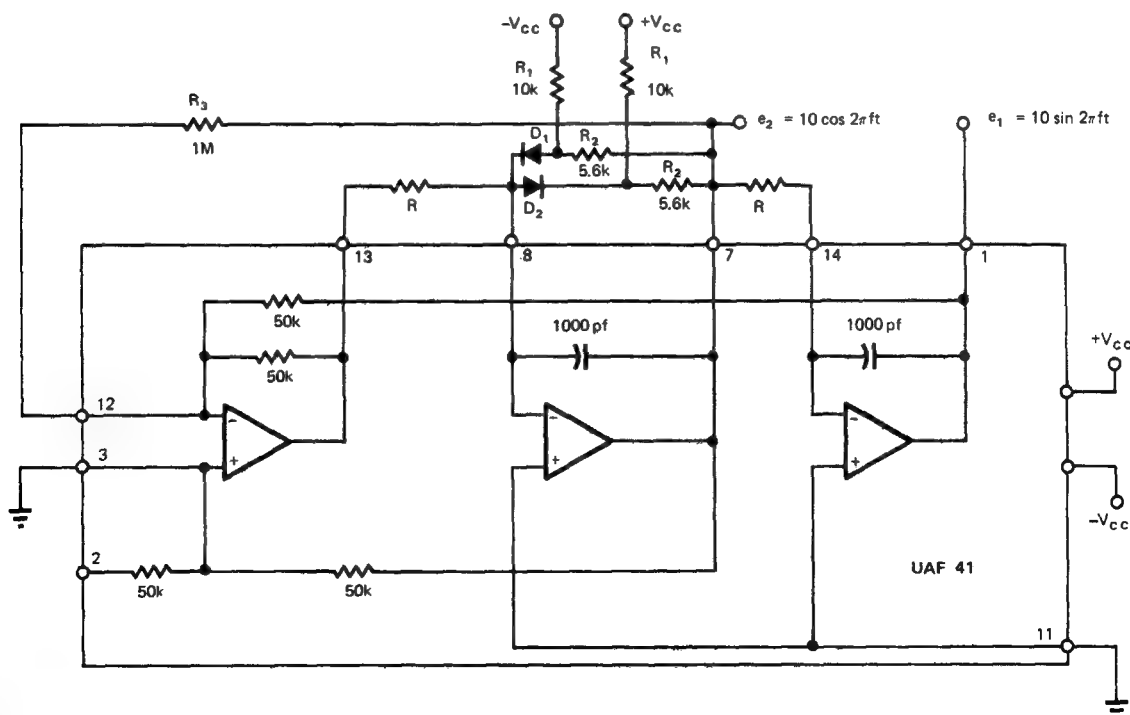 −Vcc
+Vcc
R1
10k
R1
10k
R3
1M
e2 = 10 cos 2πft
e1 = 10 sin 2πft
D1
R2
5.6k
R
D2
R2
5.6k
R
13
8
7
14
1
50k
1000 pf
1000 pf
50k
+Vcc
12
−
−
−
3
+
+
+
−Vcc
2
50k
50k
UAF 41
11